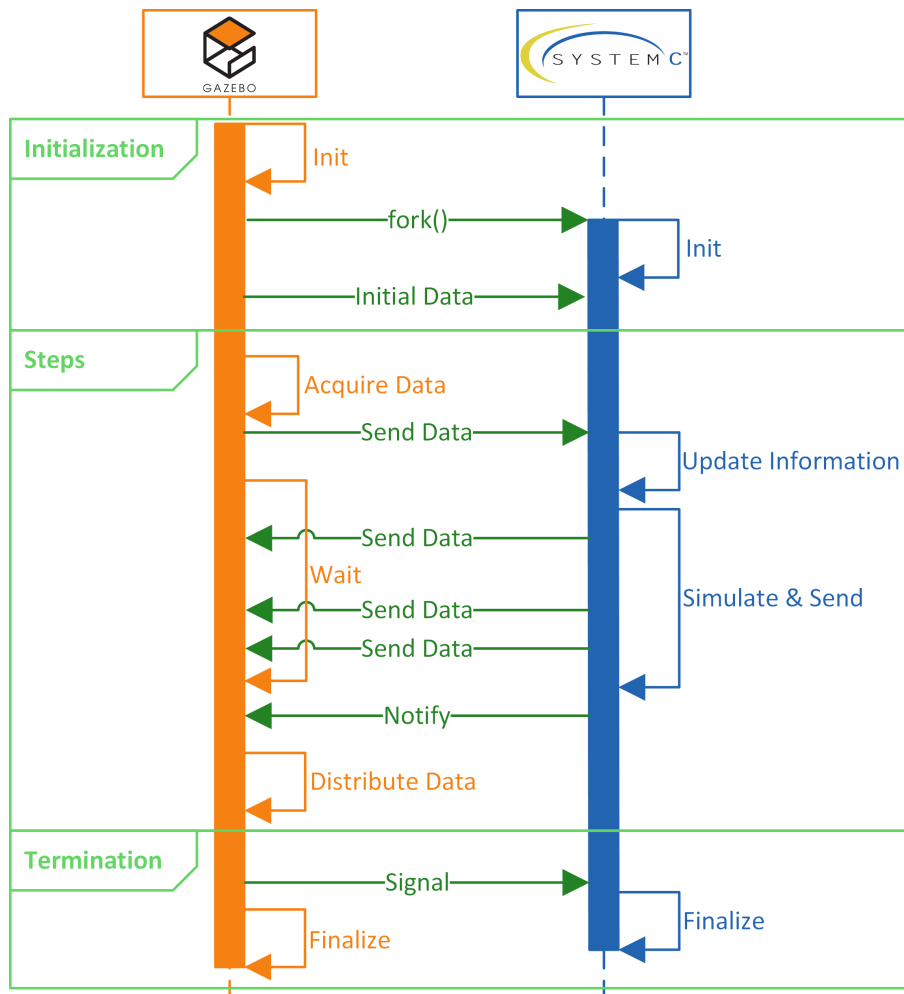 GAZEBO
SYSTEM C™
Initialization
Init
fork()
Init
Initial Data
Steps
Acquire Data
Send Data
Update Information
Send Data
Wait
Simulate & Send
Send Data
Send Data
Notify
Distribute Data
Termination
Signal
Finalize
Finalize